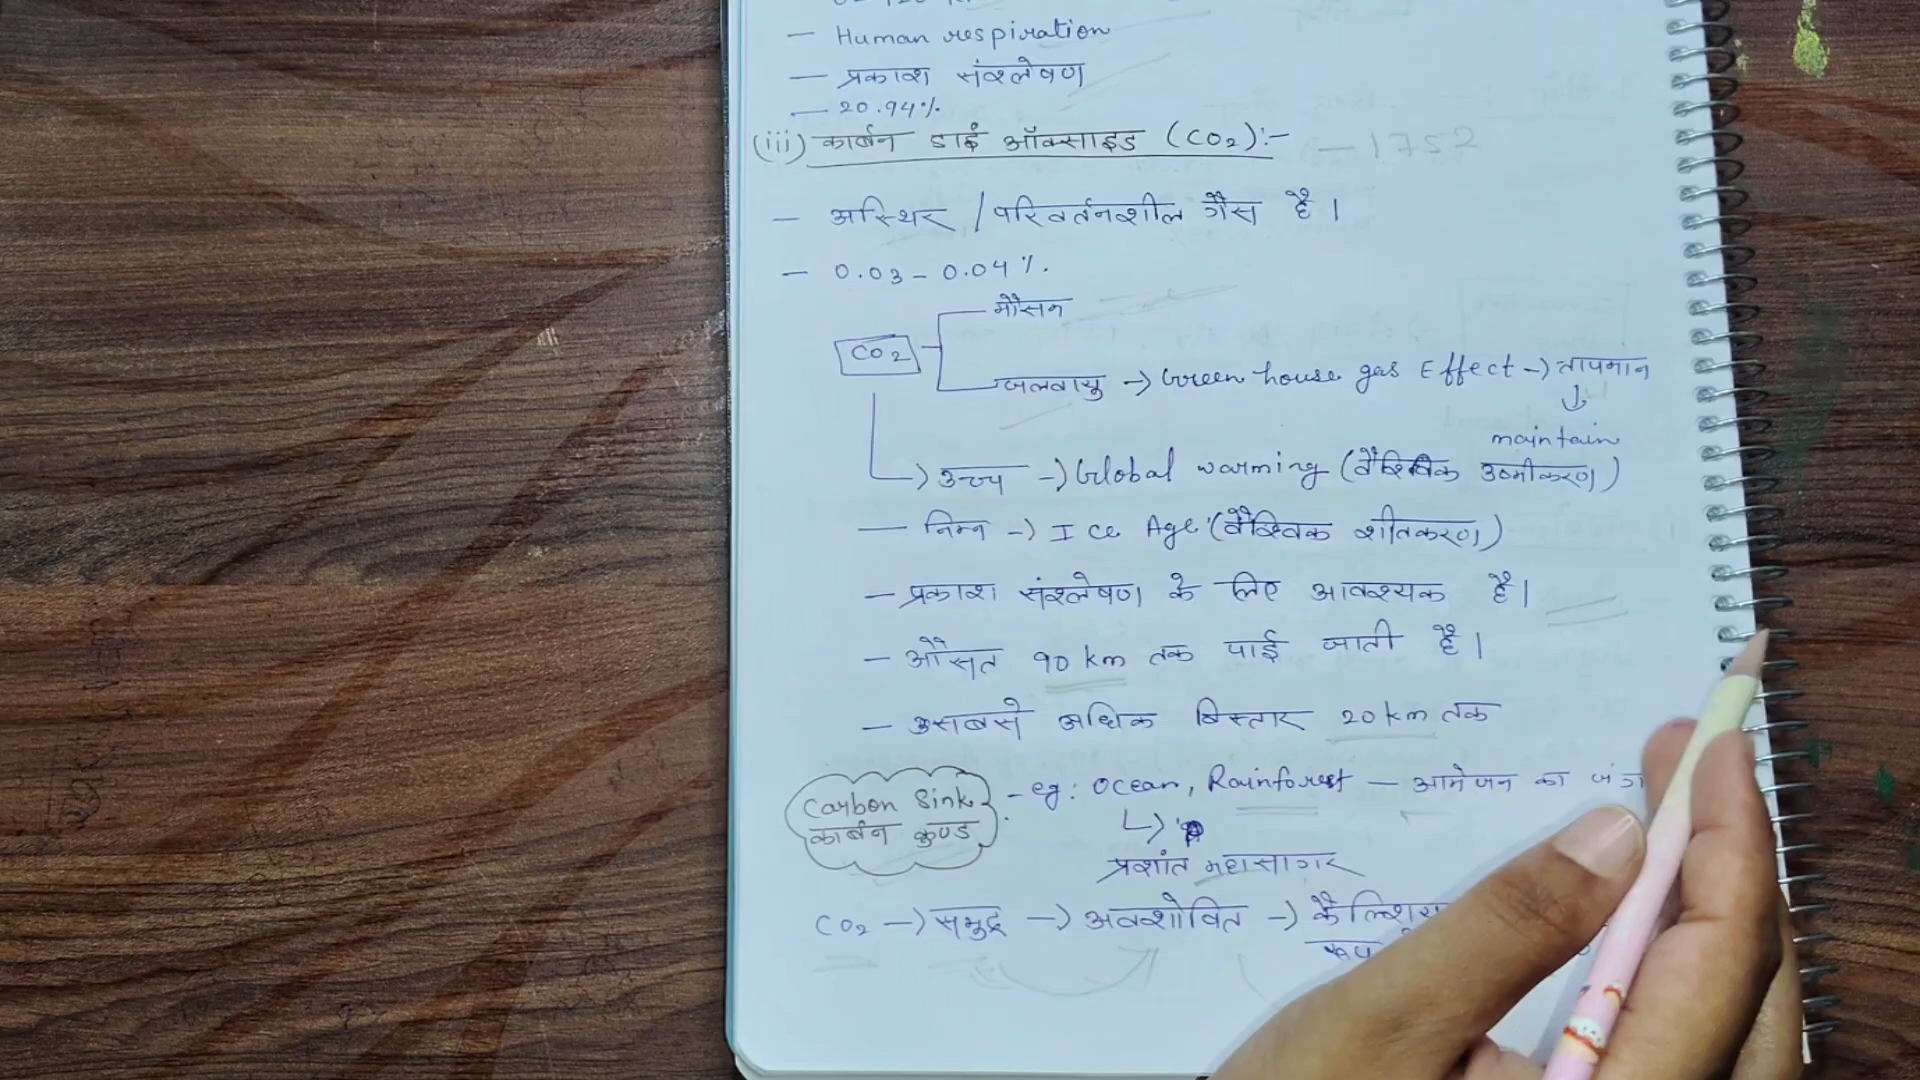 — Human respiration
— प्रकाश संश्लेषण
— 20.94%
(iii) कार्बन डाई ऑक्साइड (CO2):- — 1752
— अस्थिर / परिवर्तनशील गैस है।
— 0.03 - 0.04%.
मौसम
CO2
जलवायु → Green house gas Effect → तापमान
↓
maintain
→ उच्च → Global warming (वैश्विक उष्मीकरण)
— निम्न → Ice Age (वैश्विक शीतकरण)
— प्रकाश संश्लेषण के लिए आवश्यक है।
— औसत 90 km तक पाई जाती है।
— सबसे अधिक विस्तार 20 km तक
Carbon Sink - eg: Ocean, Rainforest — आमेजन का
कार्बन कुण्ड
प्रशांत महासागर
CO2 → समुद्र → अवशोषित →